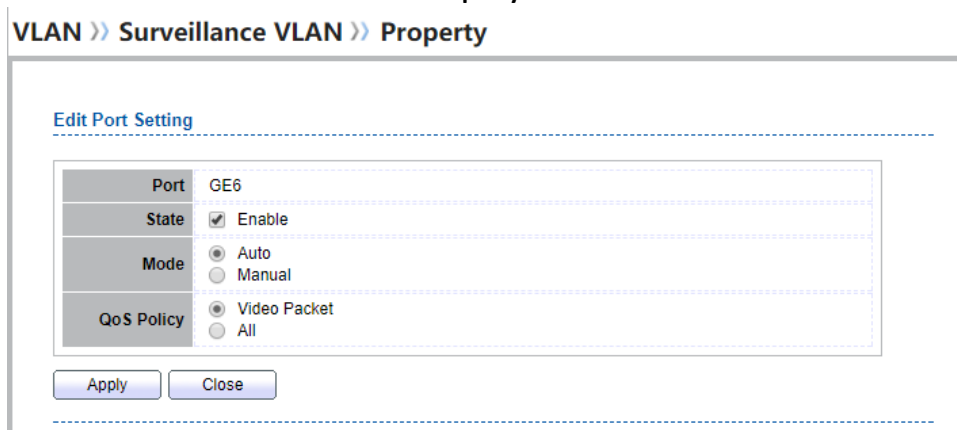 VLAN 》 Surveillance VLAN 》 Property
Edit Port Setting
Port GE6
State Enable
Mode Auto
Manual
QoS Policy Video Packet
All
Apply Close